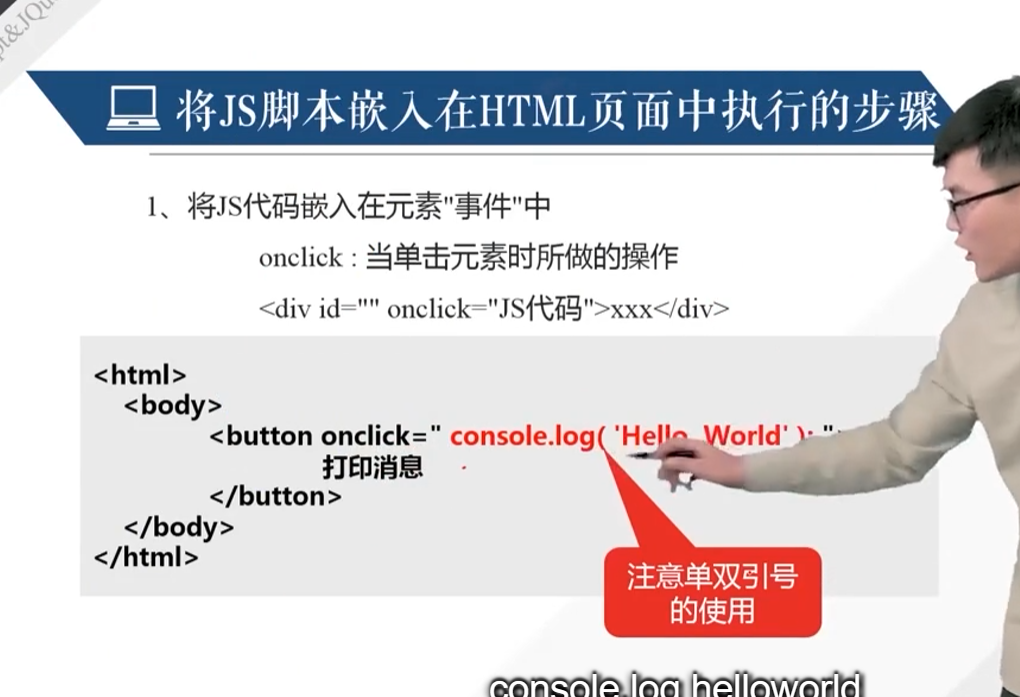 pt&JQu
将JS脚本嵌入在HTML页面中执行的步骤
1、将JS代码嵌入在元素"事件"中
onclick : 当单击元素时所做的操作
<div id="" onclick="JS代码">xxx</div>
<html>
<body>
<button onclick=" console.log( 'Hello World' ); "
打印消息
</button>
</body>
</html>
注意单双引号
的使用
console.log helloworld